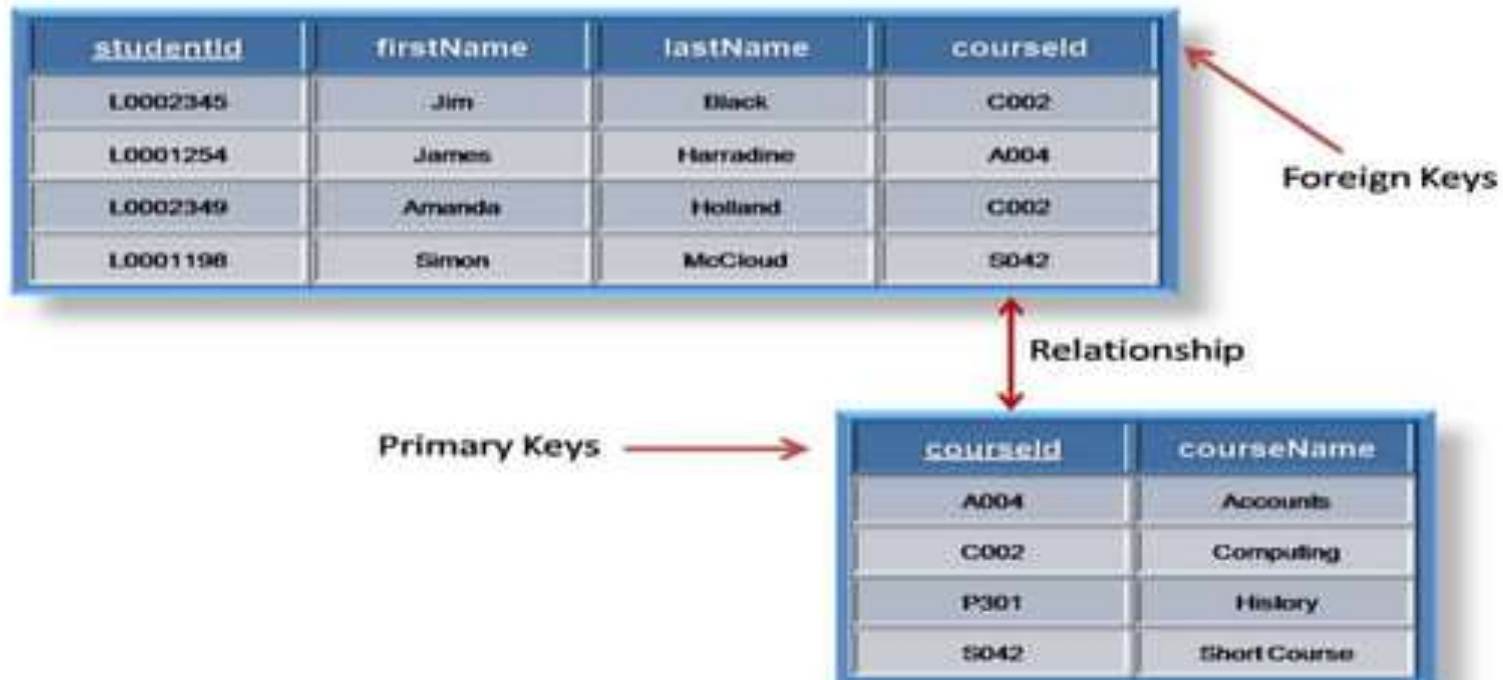 studentId firstName lastName courseId
L0002345 Jim Black C002
L0001254 James Harradine A004
L0002349 Amanda Holland C002
L0001198 Simon McCloud S042
Foreign Keys
Relationship
Primary Keys
courseId courseName
A004 Accounts
C002 Computing
P301 History
S042 Short Course